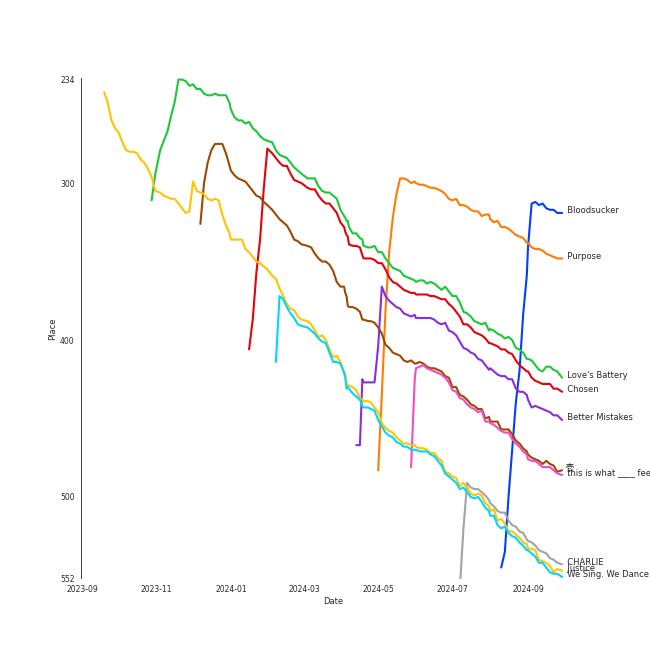 234
300
400
500
552
Place
2023-09
2023-11
2024-01
2024-03
2024-05
2024-07
2024-09
Date
Bloodsucker
Purpose
Love's Battery
Chosen
Better Mistakes
壱
this is what ____ fee
CHARLIE
Justice
We Sing. We Dance